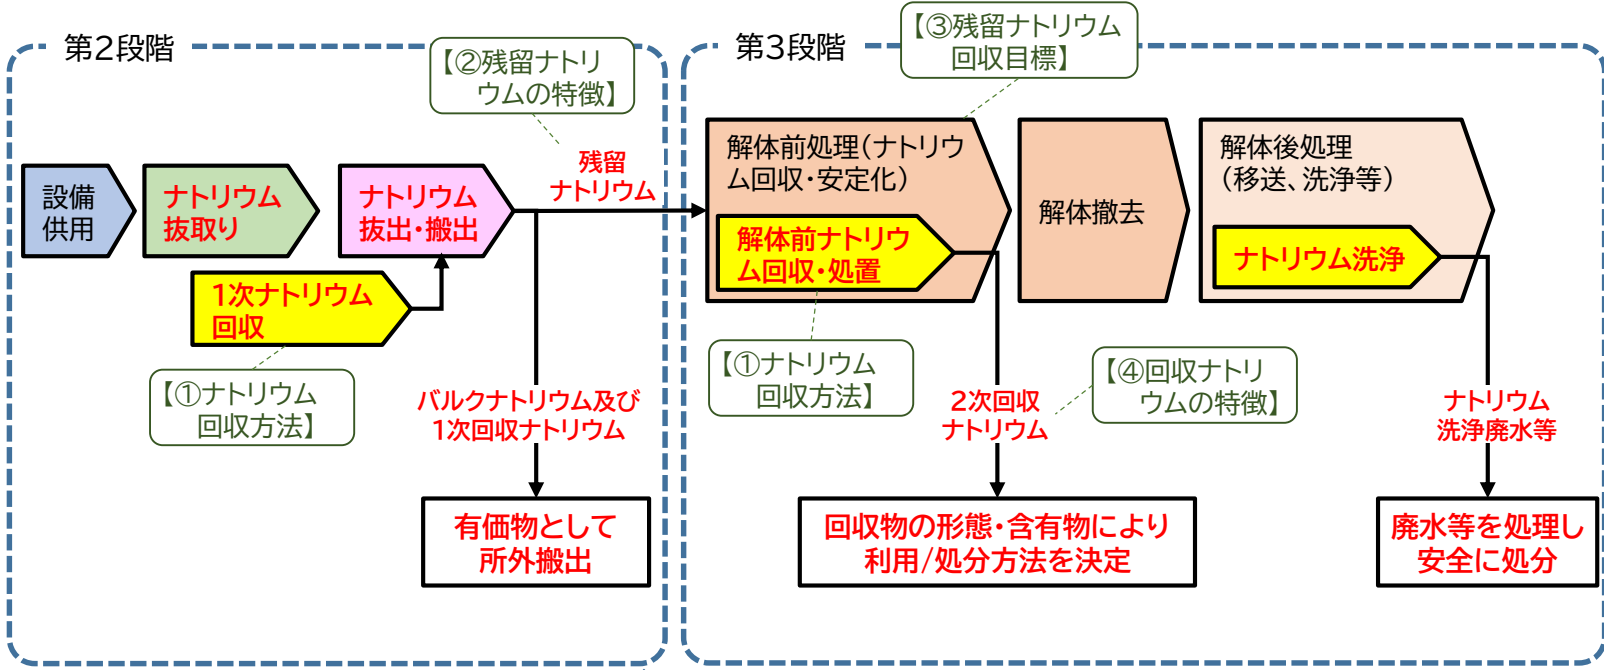 第2段階
【②残留ナトリ
ウムの特徴】
設備
供用
ナトリウム
抜取り
ナトリウム
抜出・搬出
残留
ナトリウム
1次ナトリウム
回収
【①ナトリウム
回収方法】
バルクナトリウム及び
1次回収ナトリウム
有価物として
所外搬出
第3段階
【③残留ナトリウム
回収目標】
解体前処理(ナトリウ
ム回収・安定化)
解体前ナトリウ
ム回収・処置
解体撤去
解体後処理
(移送、洗浄等)
ナトリウム洗浄
【①ナトリウム
回収方法】
2次回収
ナトリウム
【④回収ナトリ
ウムの特徴】
ナトリウム
洗浄廃水等
回収物の形態・含有物により
利用/処分方法を決定
廃水等を処理し
安全に処分